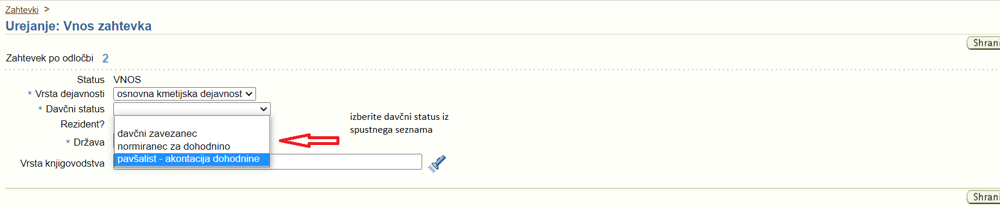 Zahtevki >
Urejanje: Vnos zahtevka
Shrani
Zahtevek po odločbi 2
Status VNOS
* Vrsta dejavnosti osnovna kmetijska dejavnost
* Davčni status
izberite davčni status iz
spustnega seznama
Rezident?
davčni zavezanec
* Država
normiranec za dohodnino
pavšalist - akontacija dohodnine
Vrsta knjigovodstva
Shrani